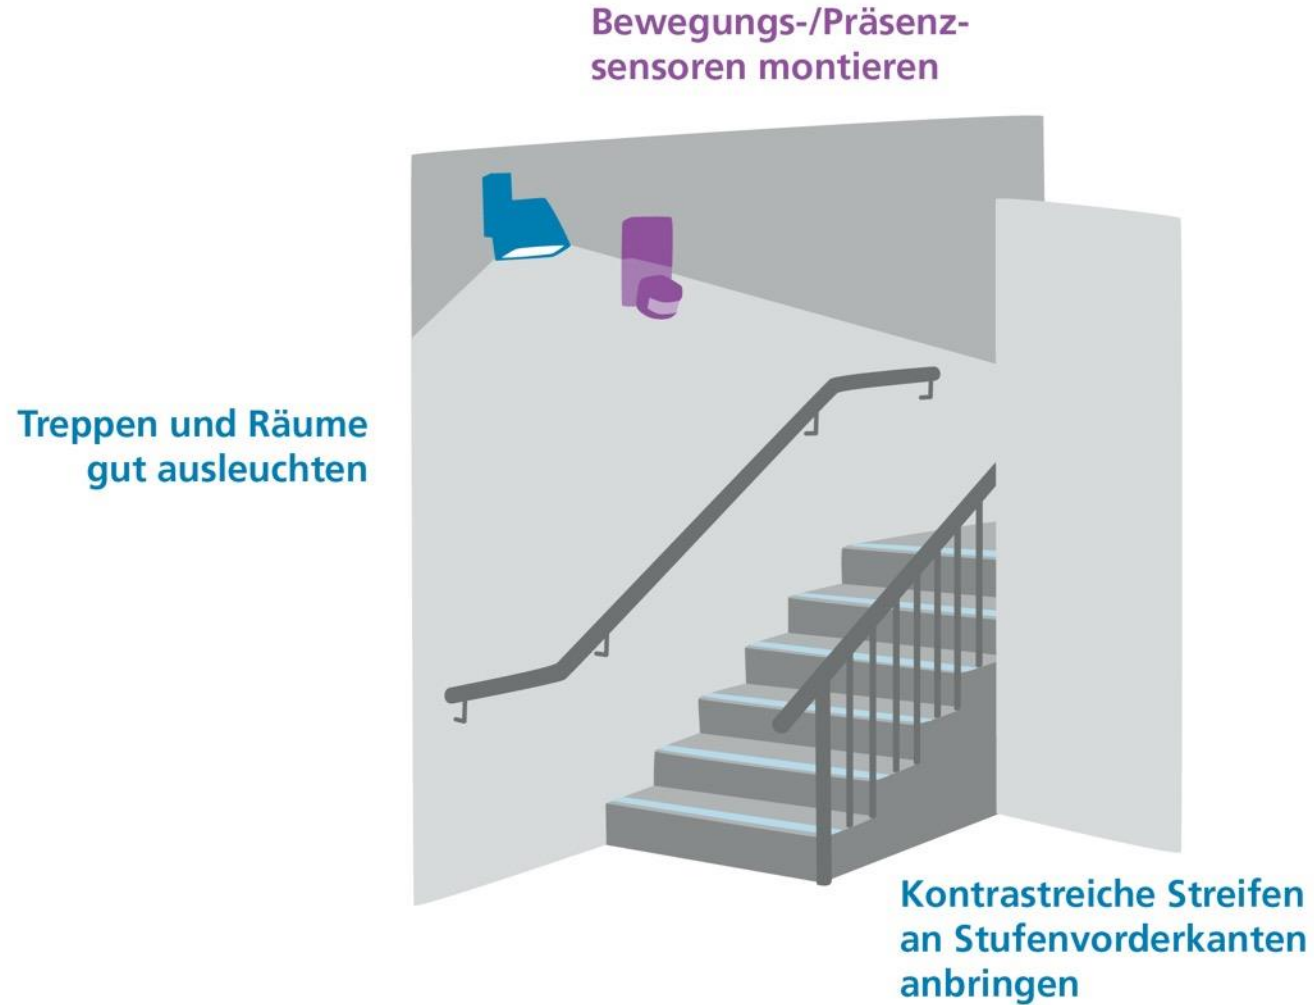 Bewegungs-/Präsenz-
sensoren montieren
Treppen und Räume
gut ausleuchten
Kontrastreiche Streifen
an Stufenvorderkanten
anbringen